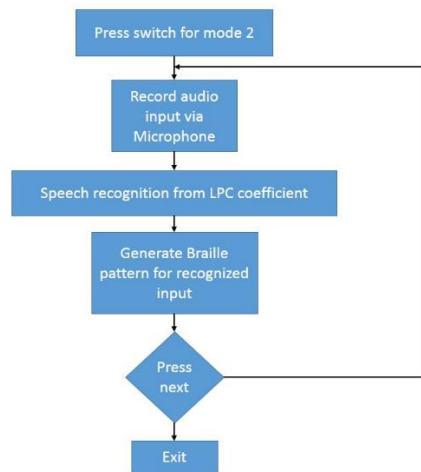 Press switch for mode 2
Record audio
input via
Microphone
Speech recognition from LPC coefficient
Generate Braille
pattern for recognized
input
Press
next
Exit